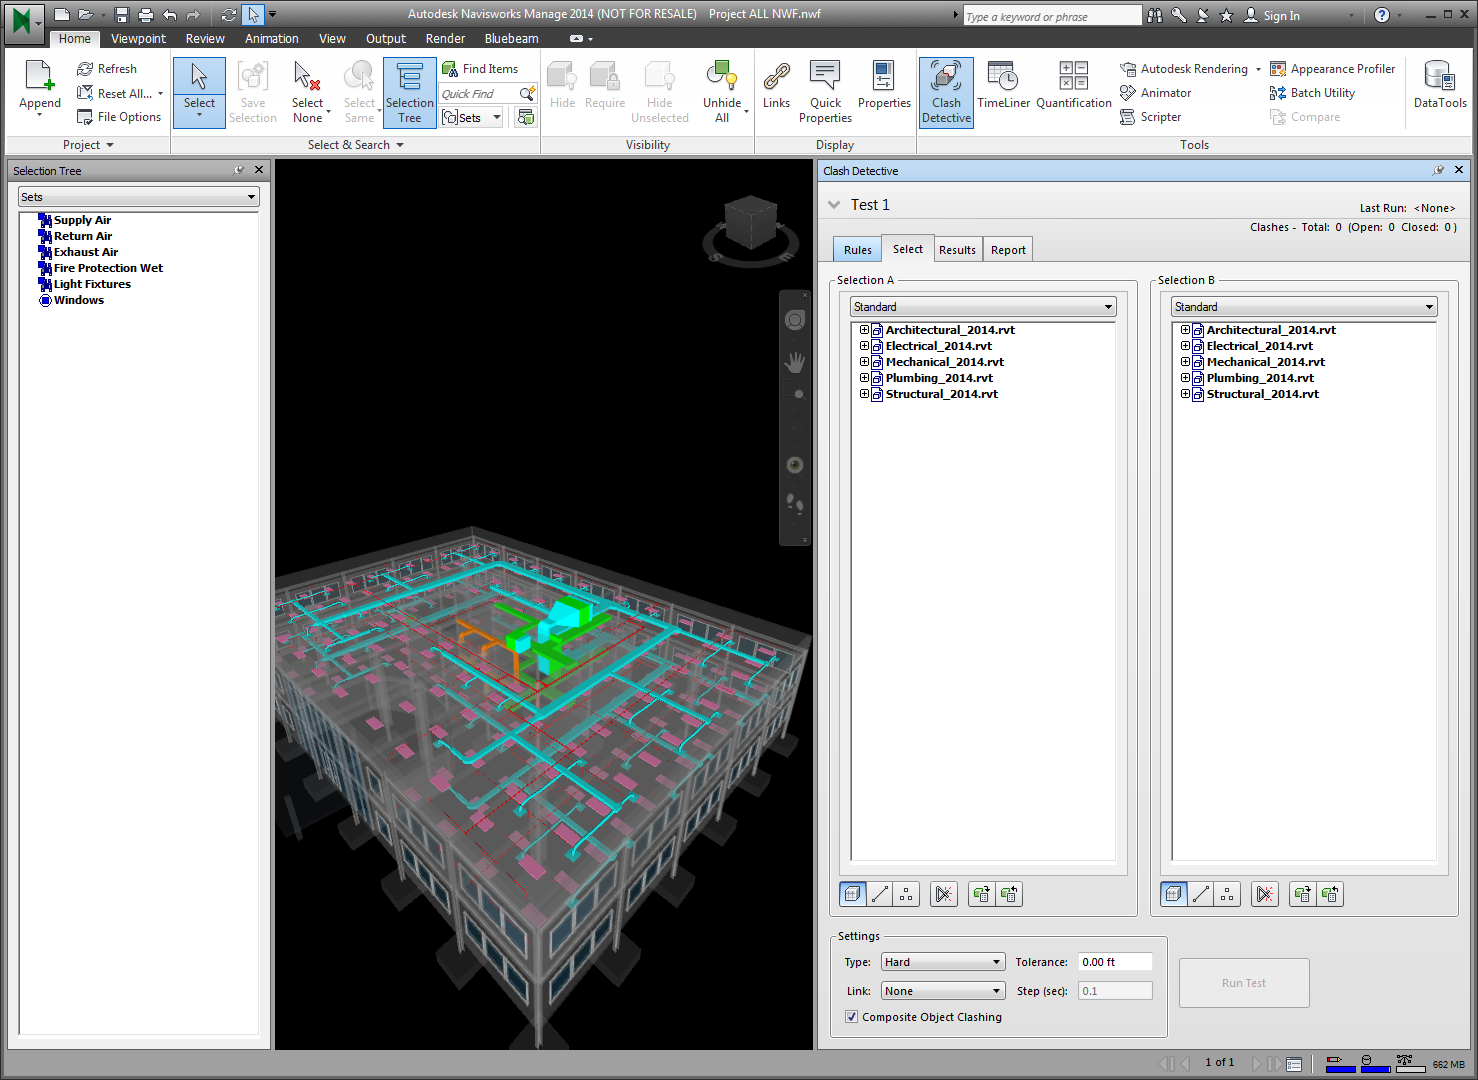 Autodesk Navisworks Manage 2014 (NOT FOR RESALE) Project ALL NWF.nwf
Type a keyword or phrase
Sign In
Home Viewpoint Review Animation View Output Render Bluebeam
Append
Refresh
Reset All...
File Options
Project
Select
Save Selection
Select None
Select Same
Selection Tree
Find Items
Quick Find
Sets
Select & Search
Hide
Require
Hide Unselected
Unhide All
Visibility
Links
Quick Properties
Properties
Display
Clash Detective
TimeLiner
Quantification
Autodesk Rendering
Animator
Scripter
Appearance Profiler
Batch Utility
Compare
Tools
DataTools
Selection Tree
Sets
Supply Air
Return Air
Exhaust Air
Fire Protection Wet
Light Fixtures
Windows
S
Clash Detective
Test 1
Last Run: <None>
Clashes - Total: 0 (Open: 0 Closed: 0 )
Rules Select Results Report
Selection A
Standard
Architectural_2014.rvt
Electrical_2014.rvt
Mechanical_2014.rvt
Plumbing_2014.rvt
Structural_2014.rvt
Selection B
Standard
Architectural_2014.rvt
Electrical_2014.rvt
Mechanical_2014.rvt
Plumbing_2014.rvt
Structural_2014.rvt
Settings
Type: Hard Tolerance: 0.00 ft
Link: None Step (sec): 0.1
Composite Object Clashing
Run Test
1 of 1
662 MB